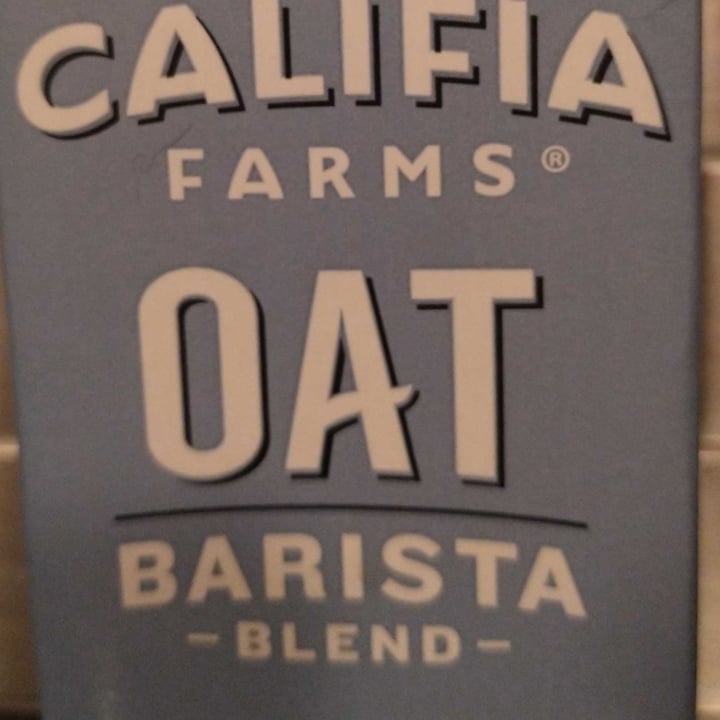 CALIFIA
FARMS®
OAT
BARISTA
-BLEND-